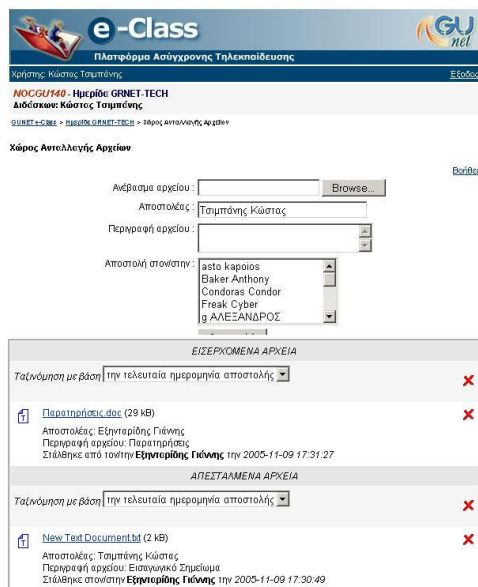 e-Class
GUnet
Πλατφόρμα Ασύγχρονης Τηλεκπαίδευσης
Χρήστης: Κώστας Τσιμπάνης Έξοδος
NOCGU140 - Ημερίδα GRNET-TECH
Διδάσκων: Κώστας Τσιμπάνης
GUNET e-Class > Ημερίδα GRNET-TECH > Χώρος Ανταλλαγής Αρχείων
Χώρος Ανταλλαγής Αρχείων
Βοήθει
Ανέβασμα αρχείου : Browse...
Αποστολέας : Τσιμπάνης Κώστας
Περιγραφή αρχείου :
Αποστολή στον/στην : asto kapoios
Baker Anthony
Condoras Condor
Freak Cyber
g ΑΛΕΞΑΝΔΡΟΣ
ΕΙΣΕΡΧΟΜΕΝΑ ΑΡΧΕΙΑ
Ταξινόμηση με βάση την τελευταία ημερομηνία αποστολής
Παρατηρήσεις.doc (29 kB)
Αποστολέας: Εξηνταρίδης Γιάννης
Περιγραφή αρχείου: Παρατηρήσεις
Στάλθηκε από τον/την Εξηνταρίδης Γιάννης την 2005-11-09 17:31:27
ΑΠΕΣΤΑΛΜΕΝΑ ΑΡΧΕΙΑ
Ταξινόμηση με βάση την τελευταία ημερομηνία αποστολής
New Text Document.txt (2 kB)
Αποστολέας: Τσιμπάνης Κώστας
Περιγραφή αρχείου: Εισαγωγικό Σημείωμα
Στάλθηκε στον/στην Εξηνταρίδης Γιάννης την 2005-11-09 17:30:49